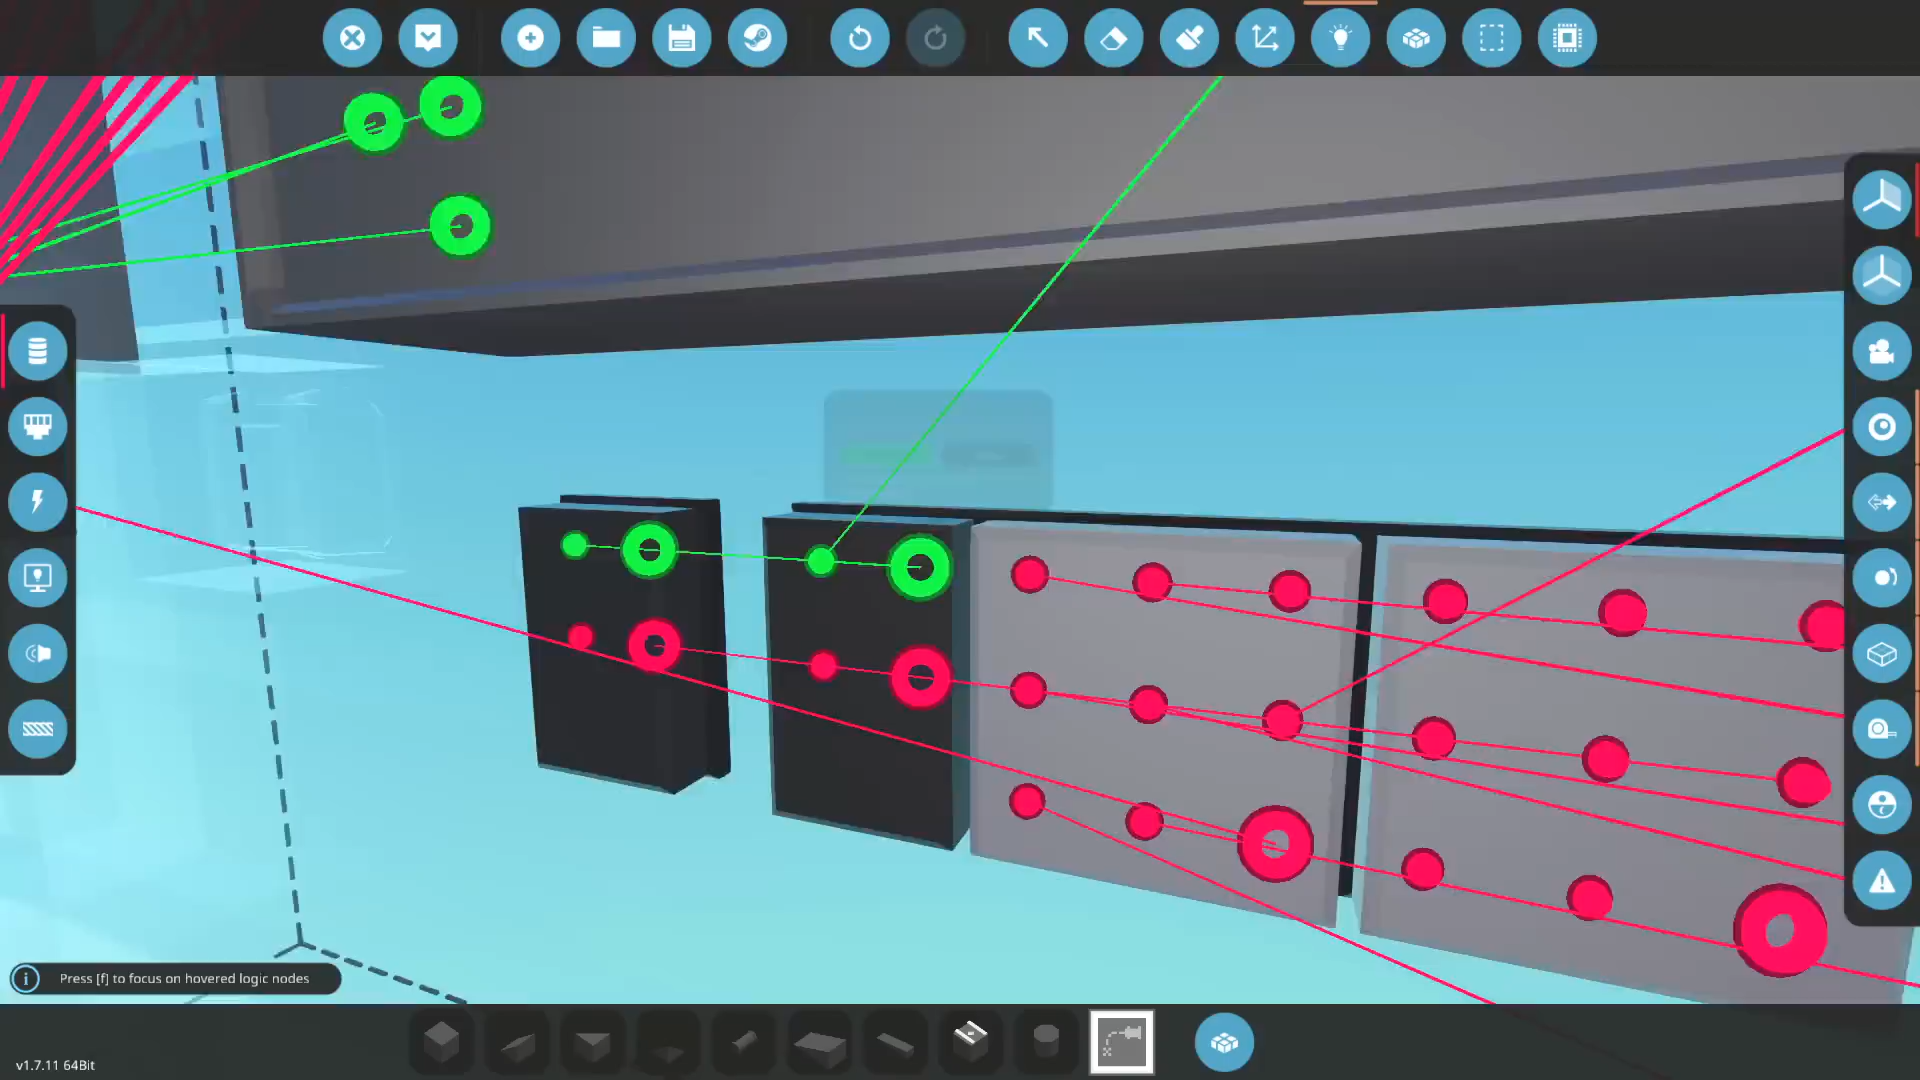 Press [f] to focus on hovered logic nodes
v1.7.11 64Bit